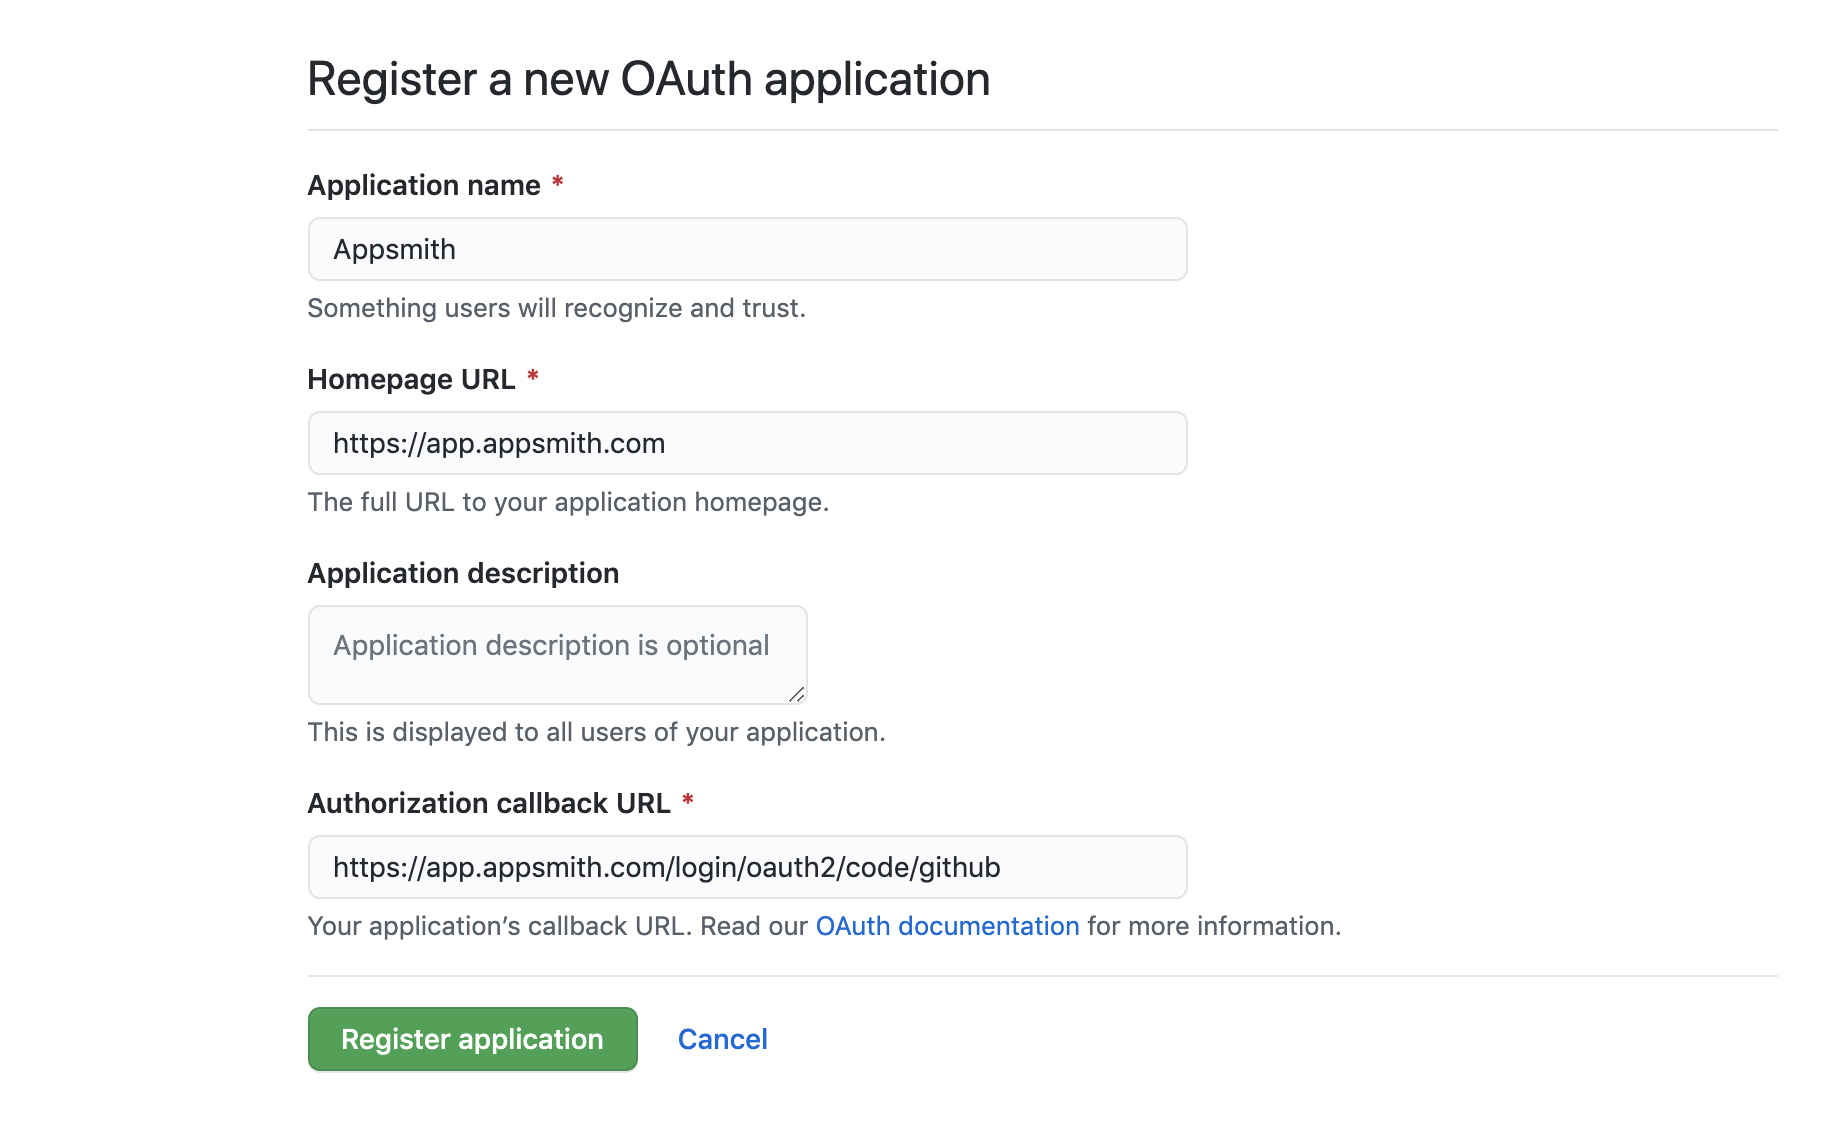 Register a new OAuth application
Application name *
Appsmith
Something users will recognize and trust.
Homepage URL *
https://app.appsmith.com
The full URL to your application homepage.
Application description
Application description is optional
This is displayed to all users of your application.
Authorization callback URL *
https://app.appsmith.com/login/oauth2/code/github
Your application’s callback URL. Read our OAuth documentation for more information.
Register application Cancel